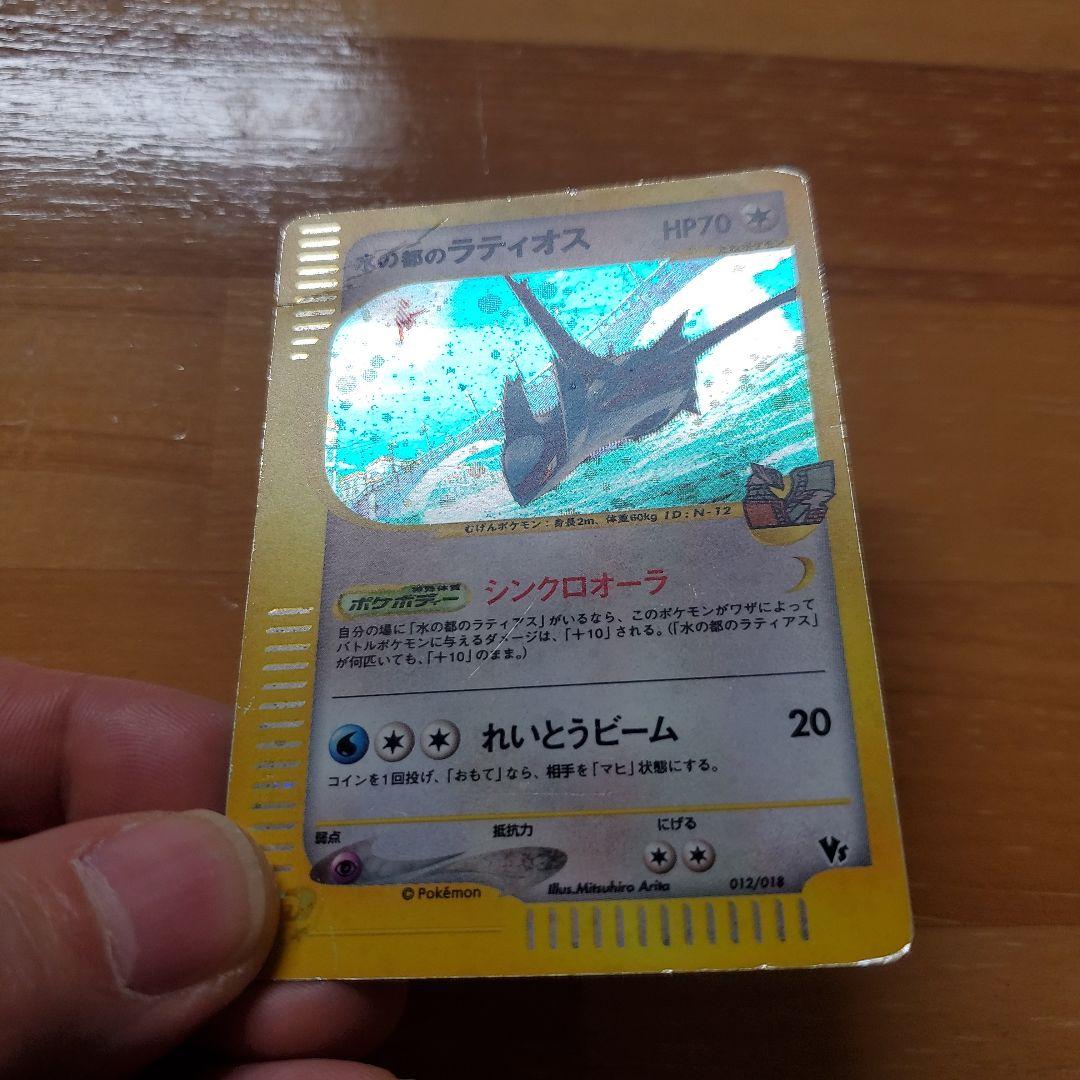 水の都のラティオス HP70
むげんポケモン:身長2m、体重60kg ID:N-12
特殊体質
ポケボディー シンクロオーラ
自分の場に「水の都のラティアス」がいるなら、このポケモンがワザによって
バトルポケモンに与えるダメージは、「+10」される。(「水の都のラティアス」
が何匹いても、「+10」のまま。)
れいとうビーム 20
コインを1回投げ、「おもて」なら、相手を「マヒ」状態にする。
弱点 抵抗力 にげる
VS
©Pokémon Illus.Mitsuhiro Arita 012/018